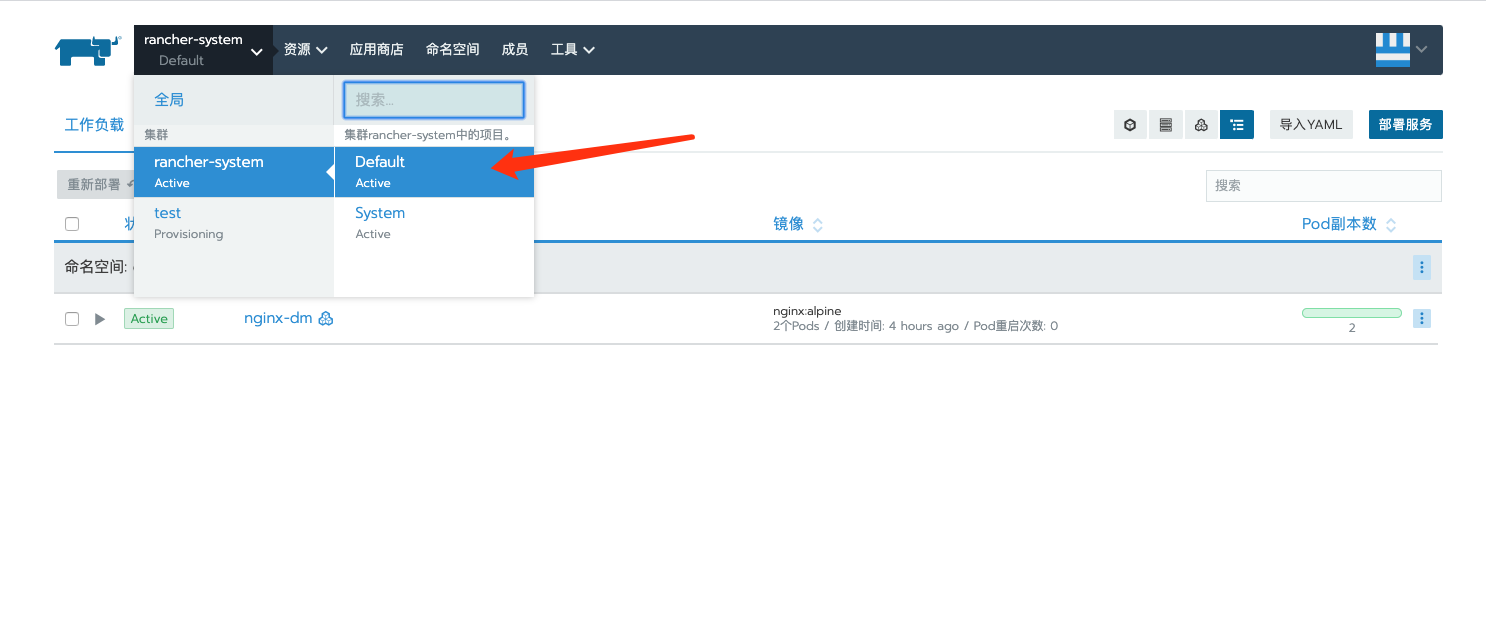 rancher-system
Default
资源
应用商店
命名空间
成员
工具
全局
搜索...
集群
集群rancher-system中的项目。
rancher-system
Active
Default
Active
test
Provisioning
System
Active
工作负载
导入YAML
部署服务
重新部署
搜索
镜像
Pod副本数
命名空间:
Active
nginx-dm
nginx:alpine
2个Pods / 创建时间: 4 hours ago / Pod重启次数: 0
2